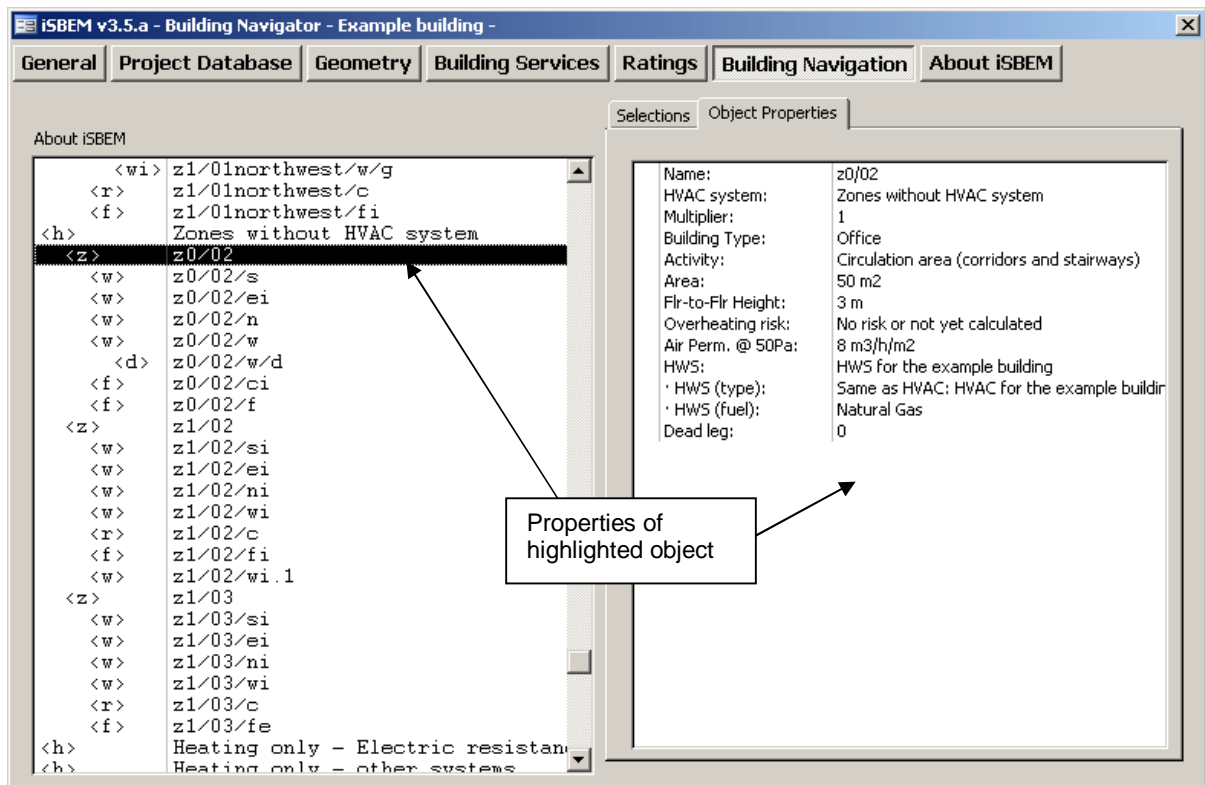 iSBEM v3.5.a - Building Navigator - Example building -
General Project Database Geometry Building Services Ratings Building Navigation About iSBEM
Selections Object Properties
About iSBEM
<wi> z1/01northwest/w/g
<r> z1/01northwest/c
<f> z1/01northwest/fi
<h> Zones without HVAC system
<z> z0/02
<w> z0/02/s
<w> z0/02/ei
<w> z0/02/n
<w> z0/02/w
<d> z0/02/w/d
<f> z0/02/ci
<f> z0/02/f
<z> z1/02
<w> z1/02/si
<w> z1/02/ei
<w> z1/02/ni
<w> z1/02/wi
<r> z1/02/c
<f> z1/02/fi
<w> z1/02/wi.1
<z> z1/03
<w> z1/03/si
<w> z1/03/ei
<w> z1/03/ni
<w> z1/03/wi
<r> z1/03/c
<f> z1/03/fe
<h> Heating only - Electric resistan
<h> Heating only - other systems
Name: z0/02
HVAC system: Zones without HVAC system
Multiplier: 1
Building Type: Office
Activity: Circulation area (corridors and stairways)
Area: 50 m2
Flr-to-Flr Height: 3 m
Overheating risk: No risk or not yet calculated
Air Perm. @ 50Pa: 8 m3/h/m2
HWS: HWS for the example building
· HWS (type): Same as HVAC: HVAC for the example buildin
· HWS (fuel): Natural Gas
Dead leg: 0
Properties of
highlighted object